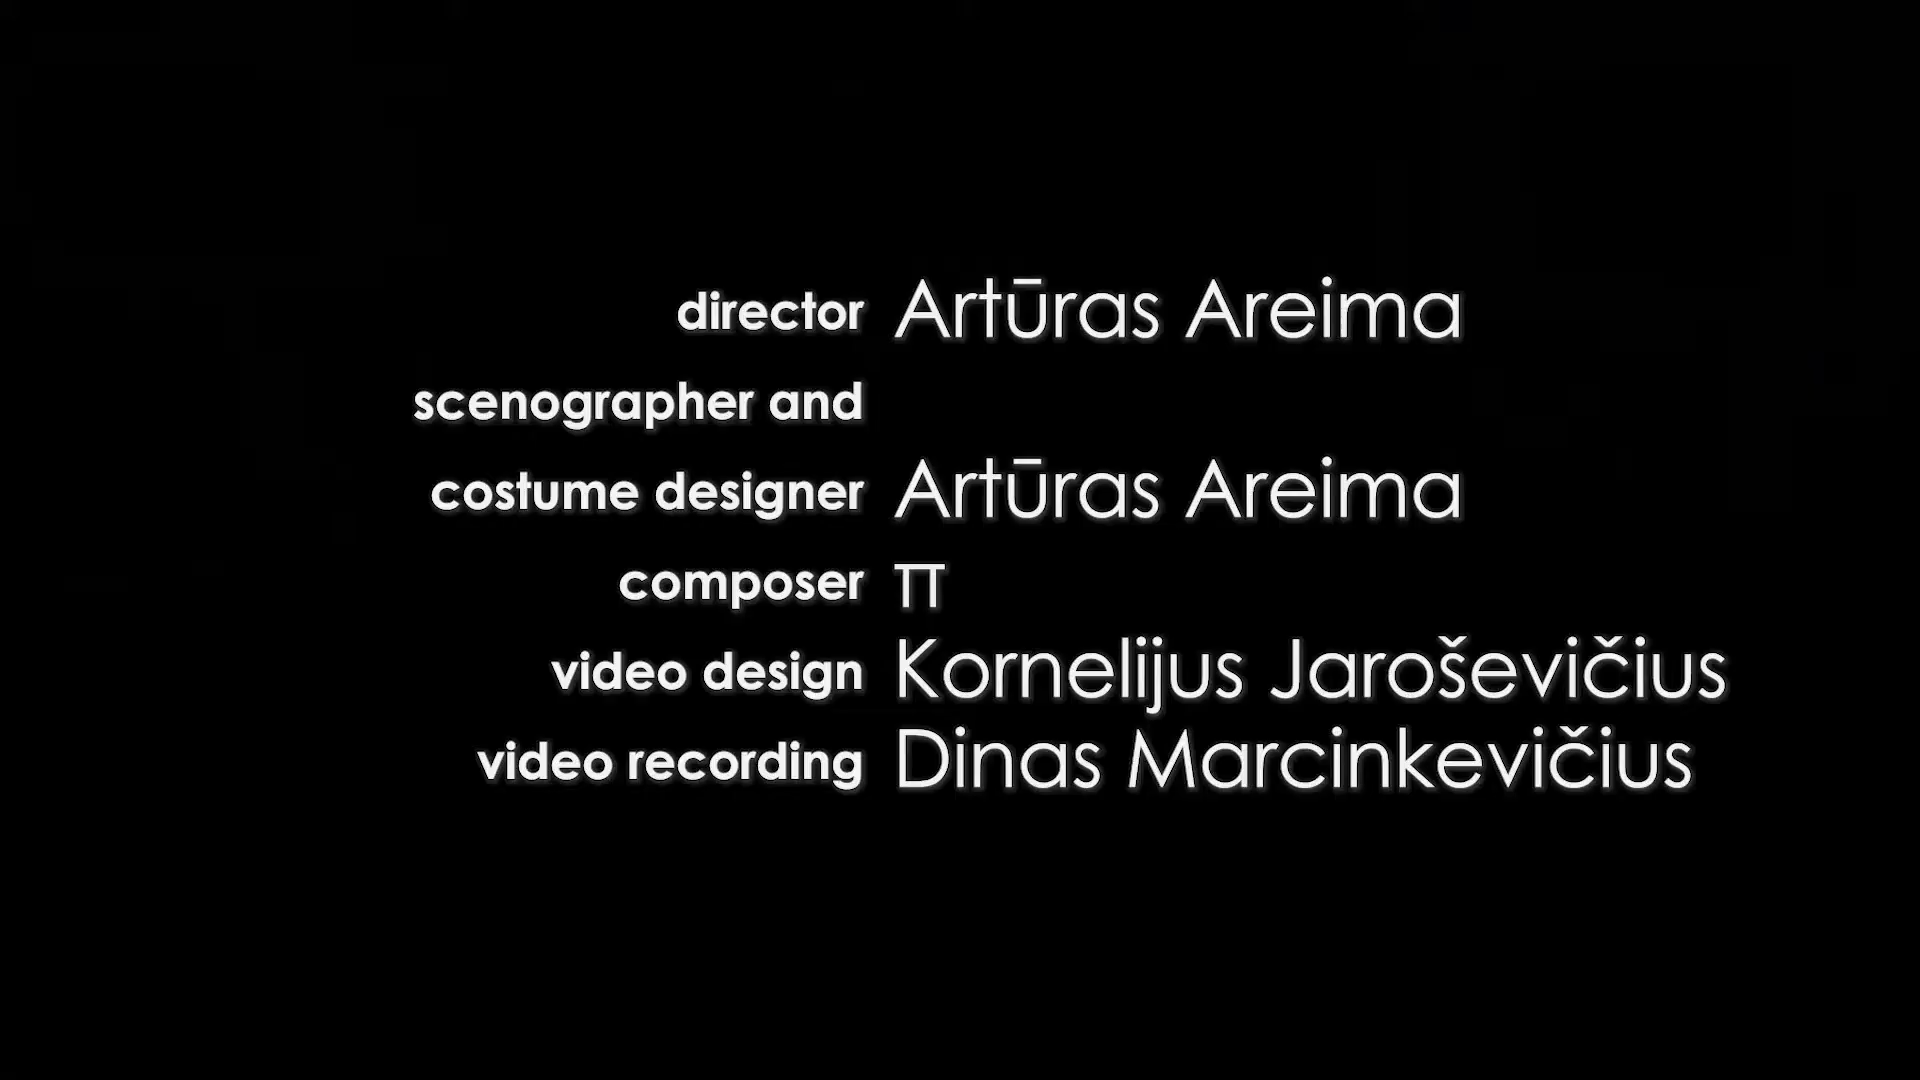 director Artūras Areima
scenographer and
costume designer Artūras Areima
composer π
video design Kornelijus Jaroševičius
video recording Dinas Marcinkevičius